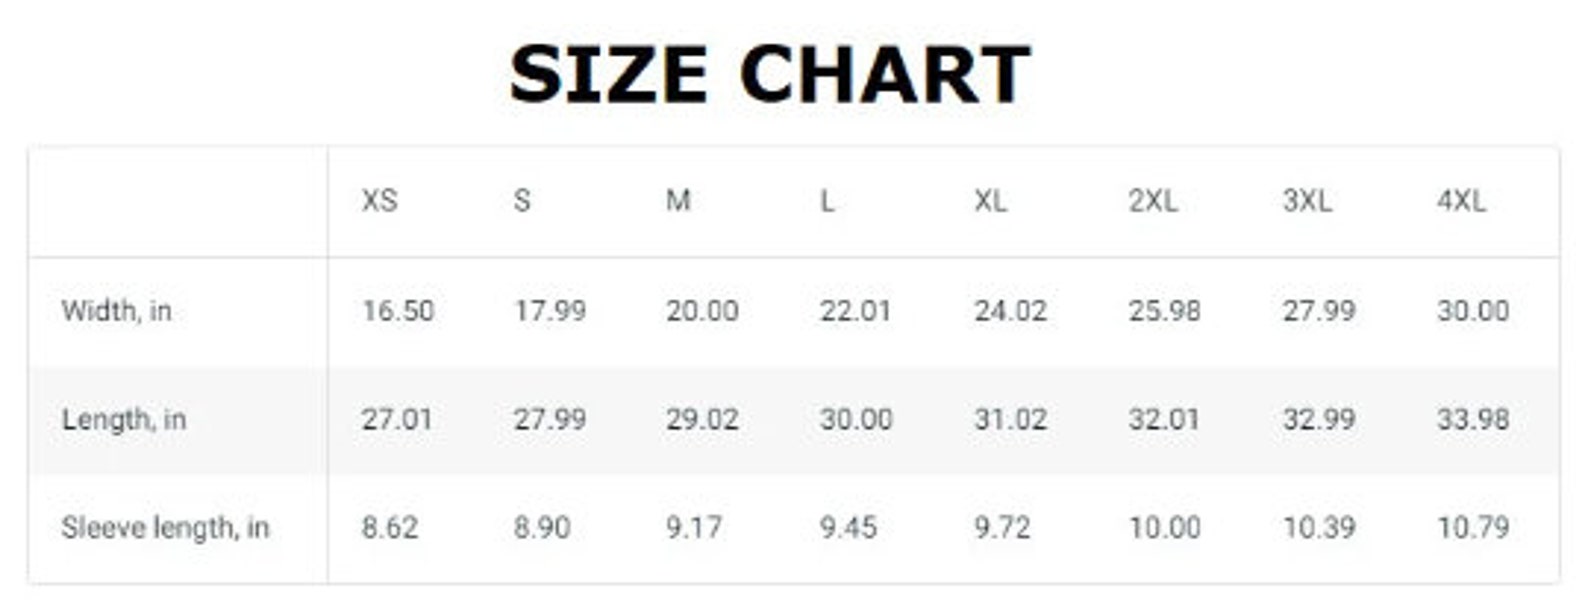 SIZE CHART
XS S M L XL 2XL 3XL 4XL
Width, in 16.50 17.99 20.00 22.01 24.02 25.98 27.99 30.00
Length, in 27.01 27.99 29.02 30.00 31.02 32.01 32.99 33.98
Sleeve length, in 8.62 8.90 9.17 9.45 9.72 10.00 10.39 10.79